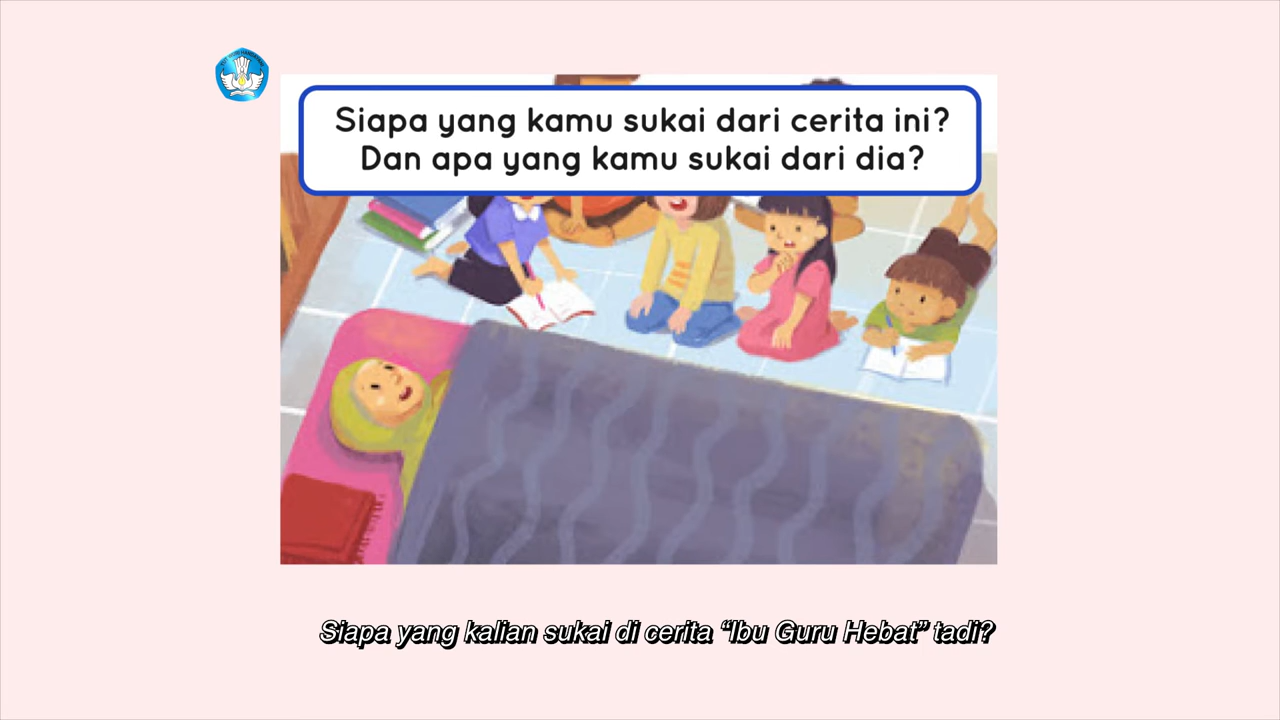 Siapa yang kamu sukai dari cerita ini?
Dan apa yang kamu sukai dari dia?
Siapa yang kalian sukai di cerita “Ibu Guru Hebat” tadi?